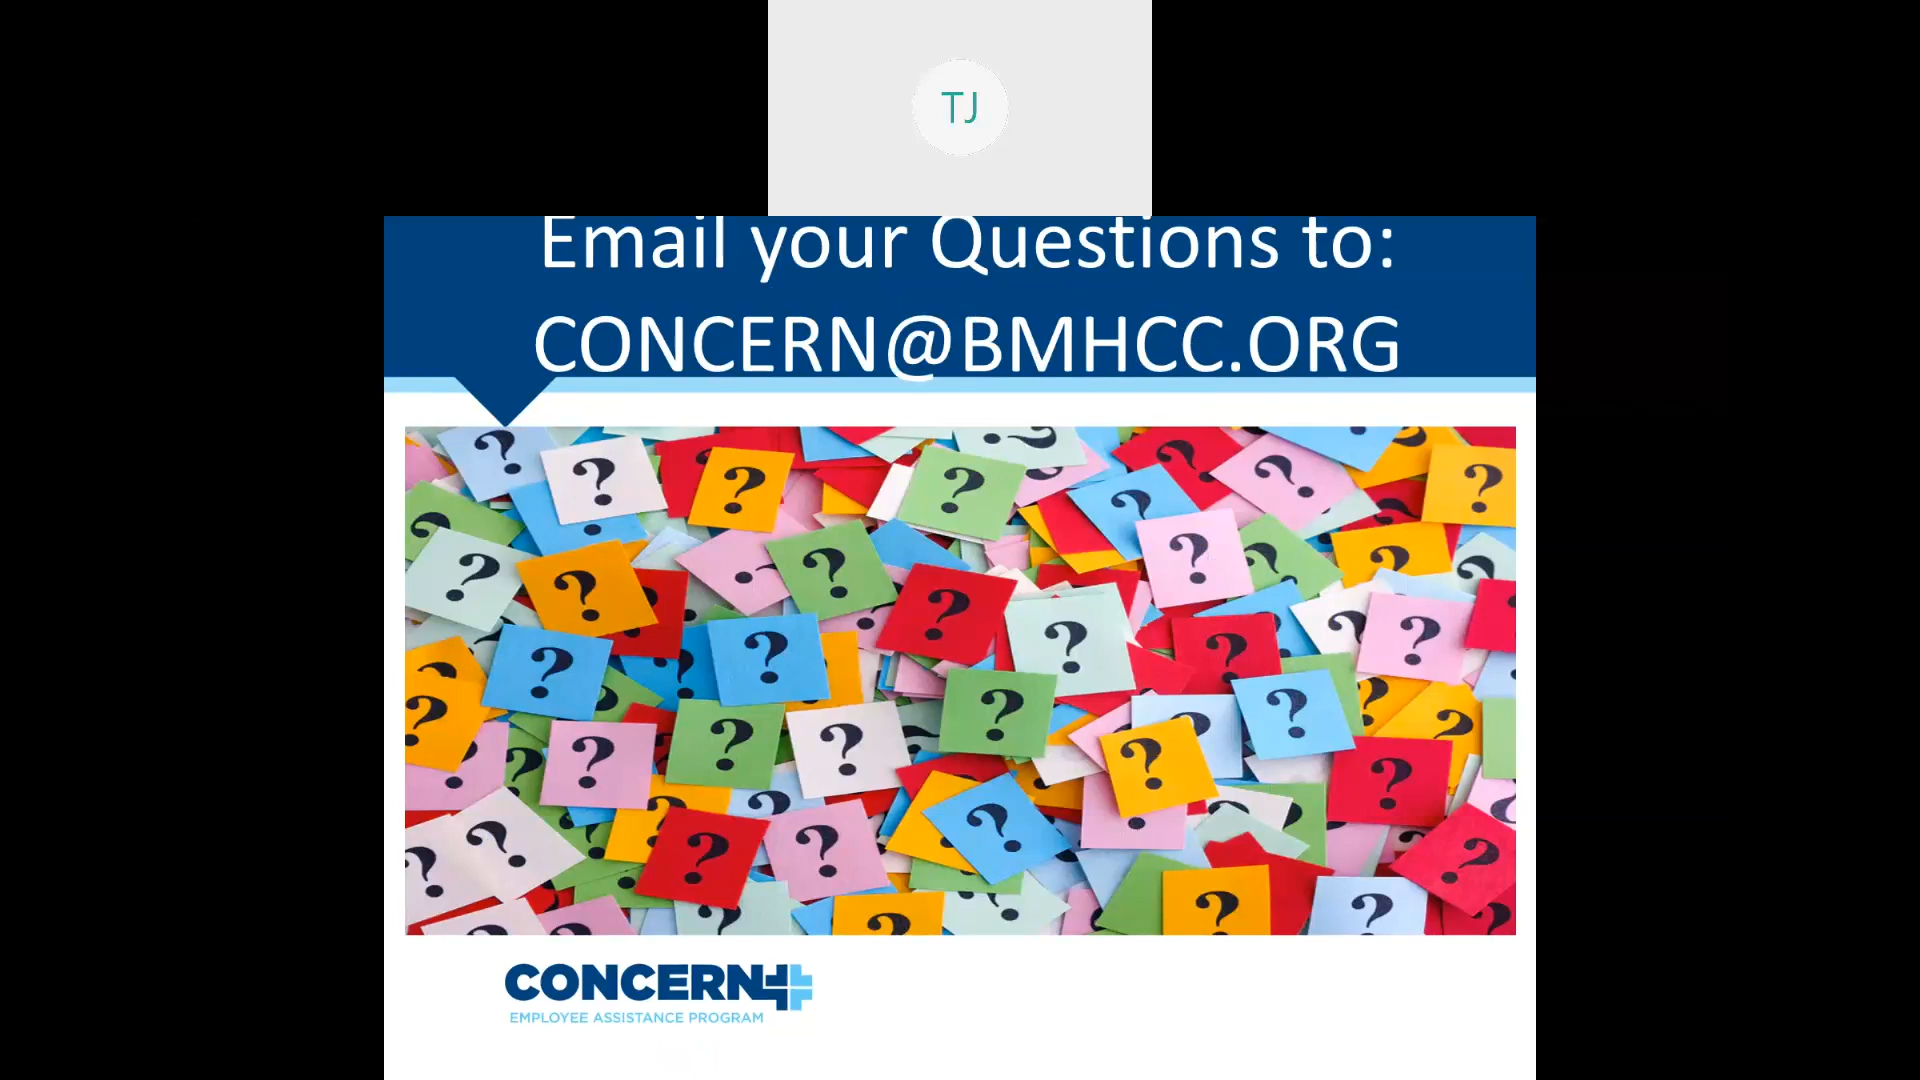 TJ
Email your Questions to:
CONCERN@BMHCC.ORG
CONCERN
EMPLOYEE ASSISTANCE PROGRAM